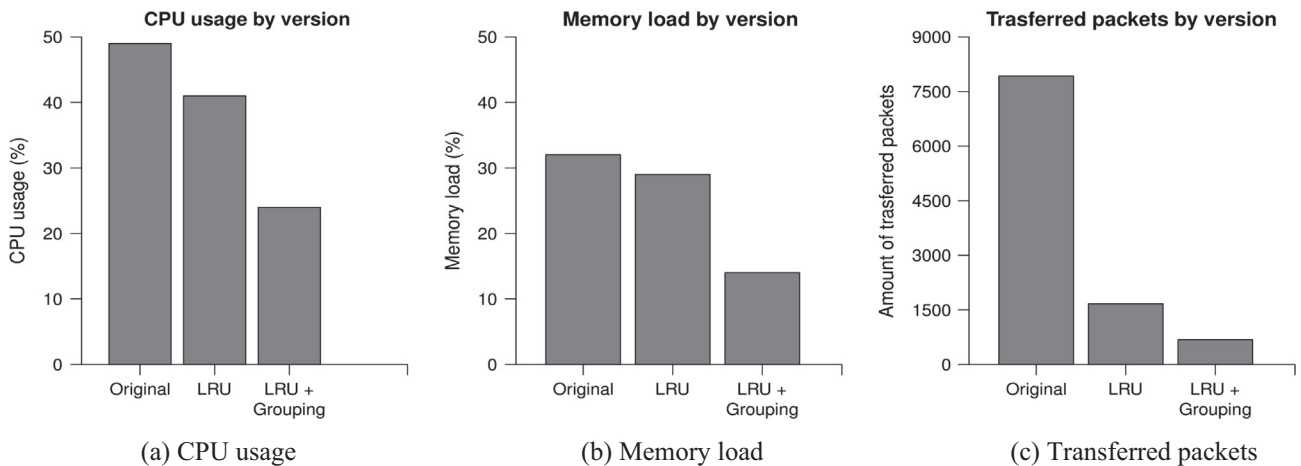 CPU usage by version
CPU usage (%)
50
40
30
20
10
0
Original
LRU
LRU +
Grouping
(a) CPU usage
Memory load by version
Memory load (%)
50
40
30
20
10
0
Original
LRU
LRU +
Grouping
(b) Memory load
Trasferred packets by version
Amount of trasferred packets
9000
7500
6000
4500
3000
1500
0
Original
LRU
LRU +
Grouping
(c) Transferred packets